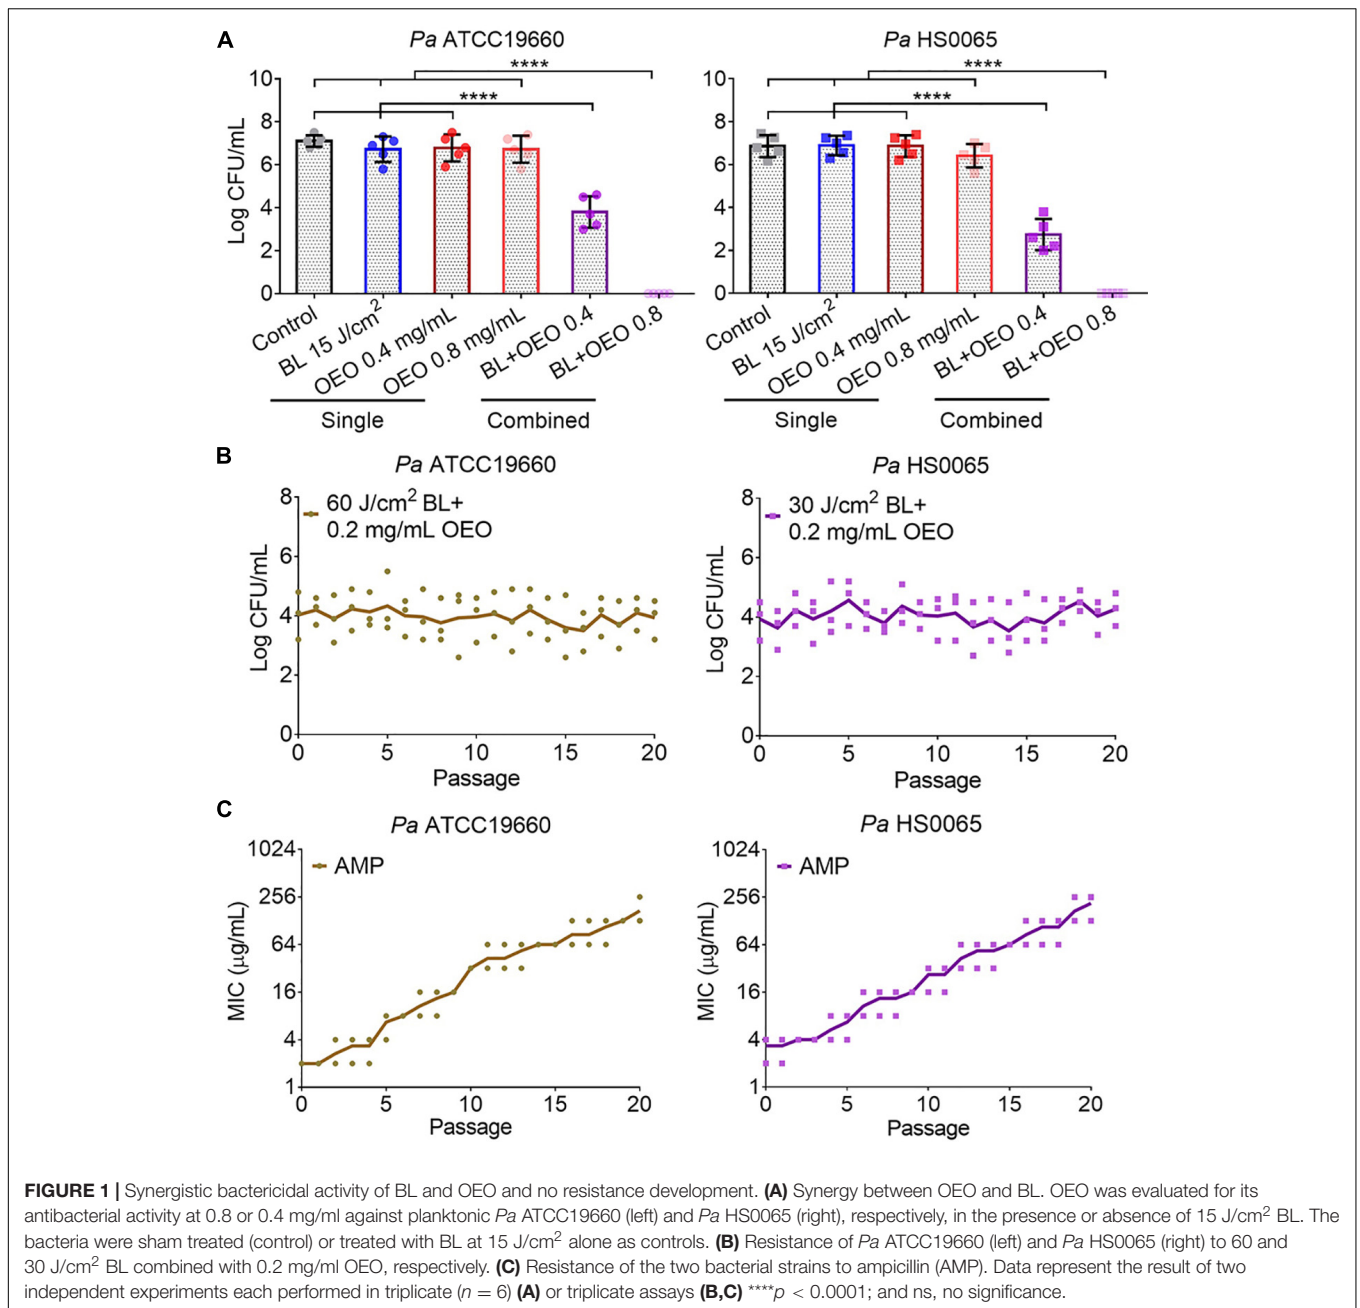 A
Pa ATCC19660
Pa HS0065
****
****
****
****
Log CFU/mL
10
8
6
4
2
0
10
8
6
4
2
0
Control
BL 15 J/cm²
OEO 0.4 mg/mL
OEO 0.8 mg/mL
BL+OEO 0.4
BL+OEO 0.8
Control
BL 15 J/cm²
OEO 0.4 mg/mL
OEO 0.8 mg/mL
BL+OEO 0.4
BL+OEO 0.8
Single
Combined
Single
Combined
B
Pa ATCC19660
60 J/cm² BL+
0.2 mg/mL OEO
Log CFU/mL
8
6
4
2
0
0 5 10 15 20
Passage
Pa HS0065
30 J/cm² BL+
0.2 mg/mL OEO
Log CFU/mL
8
6
4
2
0
0 5 10 15 20
Passage
C
Pa ATCC19660
AMP
MIC (µg/mL)
1024
256
64
16
4
1
0 5 10 15 20
Passage
Pa HS0065
AMP
MIC (µg/mL)
1024
256
64
16
4
1
0 5 10 15 20
Passage
FIGURE 1 | Synergistic bactericidal activity of BL and OEO and no resistance development. (A) Synergy between OEO and BL. OEO was evaluated for its
antibacterial activity at 0.8 or 0.4 mg/ml against planktonic Pa ATCC19660 (left) and Pa HS0065 (right), respectively, in the presence or absence of 15 J/cm² BL. The
bacteria were sham treated (control) or treated with BL at 15 J/cm² alone as controls. (B) Resistance of Pa ATCC19660 (left) and Pa HS0065 (right) to 60 and
30 J/cm² BL combined with 0.2 mg/ml OEO, respectively. (C) Resistance of the two bacterial strains to ampicillin (AMP). Data represent the result of two
independent experiments each performed in triplicate (n = 6) (A) or triplicate assays (B,C) ****p < 0.0001; and ns, no significance.